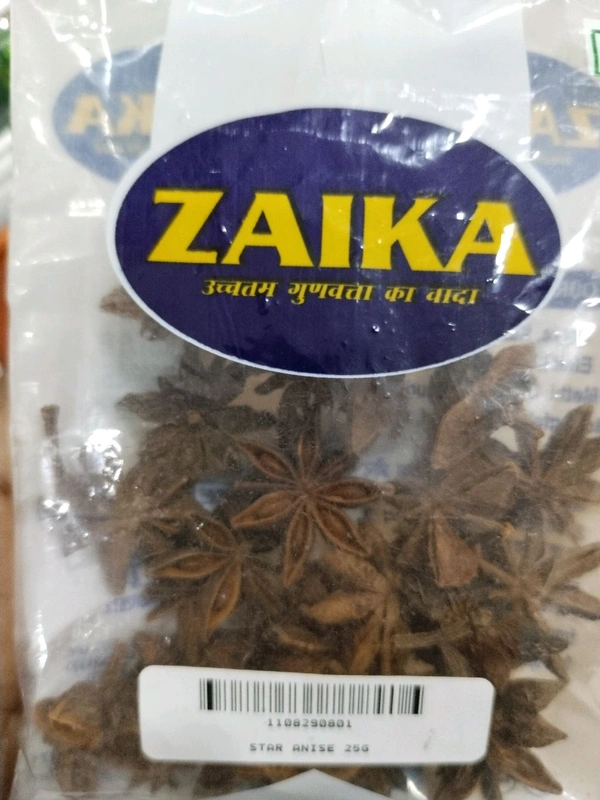 ZAIKA
उच्चतम गुणवत्ता का वादा
1108290801
STAR ANISE 25G